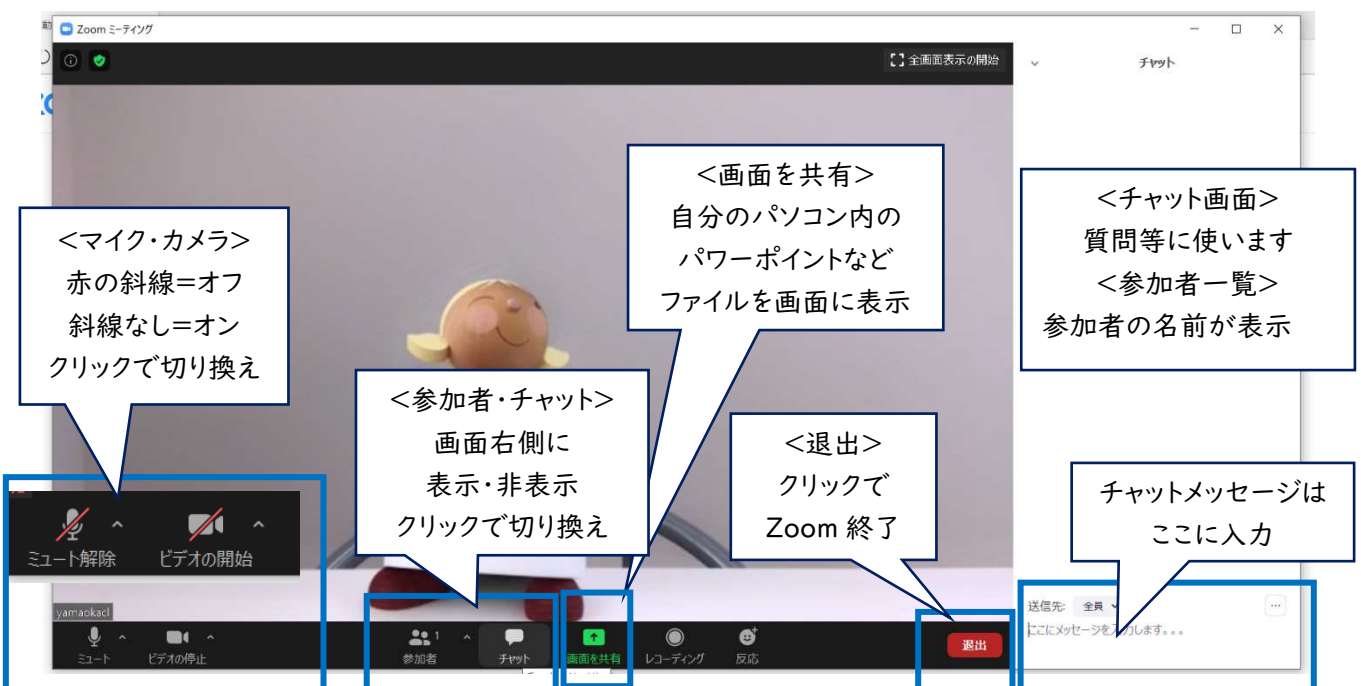 Zoom ミーティング
全画面表示の開始
チャット
<画面を共有>
自分のパソコン内の
パワーポイントなど
ファイルを画面に表示
<チャット画面>
質問等に使います
<参加者一覧>
参加者の名前が表示
<マイク・カメラ>
赤の斜線=オフ
斜線なし=オン
クリックで切り換え
<参加者・チャット>
画面右側に
表示・非表示
クリックで切り換え
<退出>
クリックで
Zoom 終了
チャットメッセージは
ここに入力
ミュート解除 ビデオの開始
yamaokacl
送信先: 全員
ここにメッセージを入力します。。。
ミュート ビデオの停止 参加者 1 チャット 画面を共有 レコーディング 反応 退出